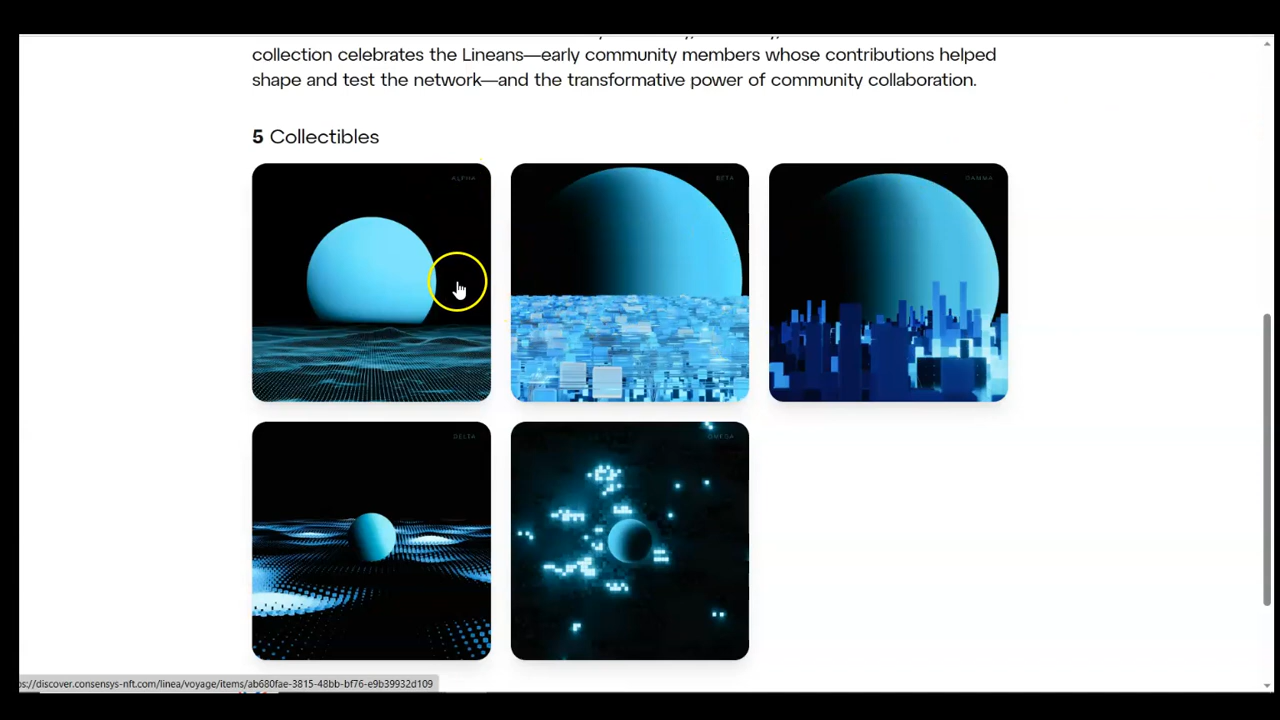 collection celebrates the Lineans—early community members whose contributions helped
shape and test the network—and the transformative power of community collaboration.
5 Collectibles
ALPHA
BETA
GAMMA
DELTA
OMEGA
ps://discover.consensys-nft.com/linea/voyage/items/ab680fae-3815-48bb-bf76-e9b39932d109